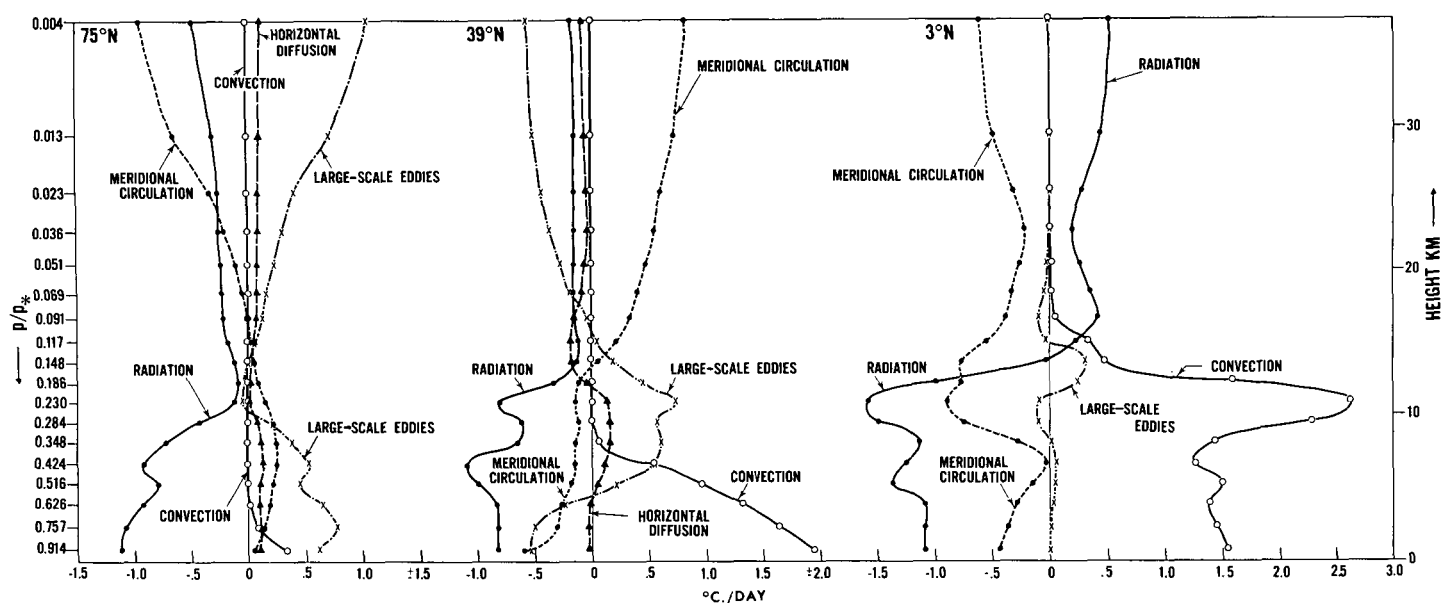 75°N
HORIZONTAL
DIFFUSION
CONVECTION
MERIDIONAL
CIRCULATION
LARGE-SCALE EDDIES
RADIATION
LARGE-SCALE
EDDIES
CONVECTION
39°N
MERIDIONAL CIRCULATION
RADIATION
LARGE-SCALE
EDDIES
MERIDIONAL
CIRCULATION
CONVECTION
HORIZONTAL
DIFFUSION
3°N
RADIATION
MERIDIONAL CIRCULATION
RADIATION
CONVECTION
LARGE-SCALE
EDDIES
MERIDIONAL
CIRCULATION
0.004
0.013
0.023
0.036
0.051
0.069
0.091
0.117
0.148
0.186
0.230
0.284
0.348
0.424
0.516
0.626
0.757
0.914
← p/p*
30
20
10
0
HEIGHT KM →
-1.5 -1.0 -.5 0 .5 1.0 ±1.5 -1.0 -.5 0 .5 1.0 1.5 ±2.0 -1.5 -1.0 -.5 0 .5 1.0 1.5 2.0 2.5 3.0
°C./DAY